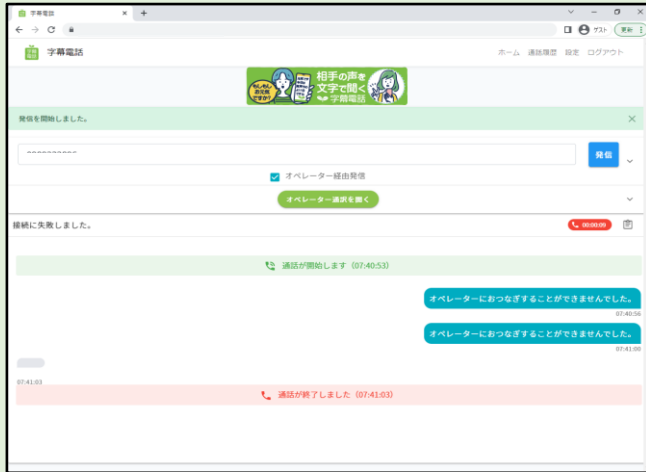 字幕電話
ゲスト
更新
字幕電話
ホーム 通話履歴 設定 ログアウト
相手の声を
文字で聞く
字幕電話
発信を開始しました。
発信
オペレーター経由発信
オペレーター通訳を開く
接続に失敗しました。
00:00:09
通話が開始します（07:40:53）
オペレーターにおつなぎすることができませんでした。
07:40:56
オペレーターにおつなぎすることができませんでした。
07:41:00
07:41:03
通話が終了しました（07:41:03）